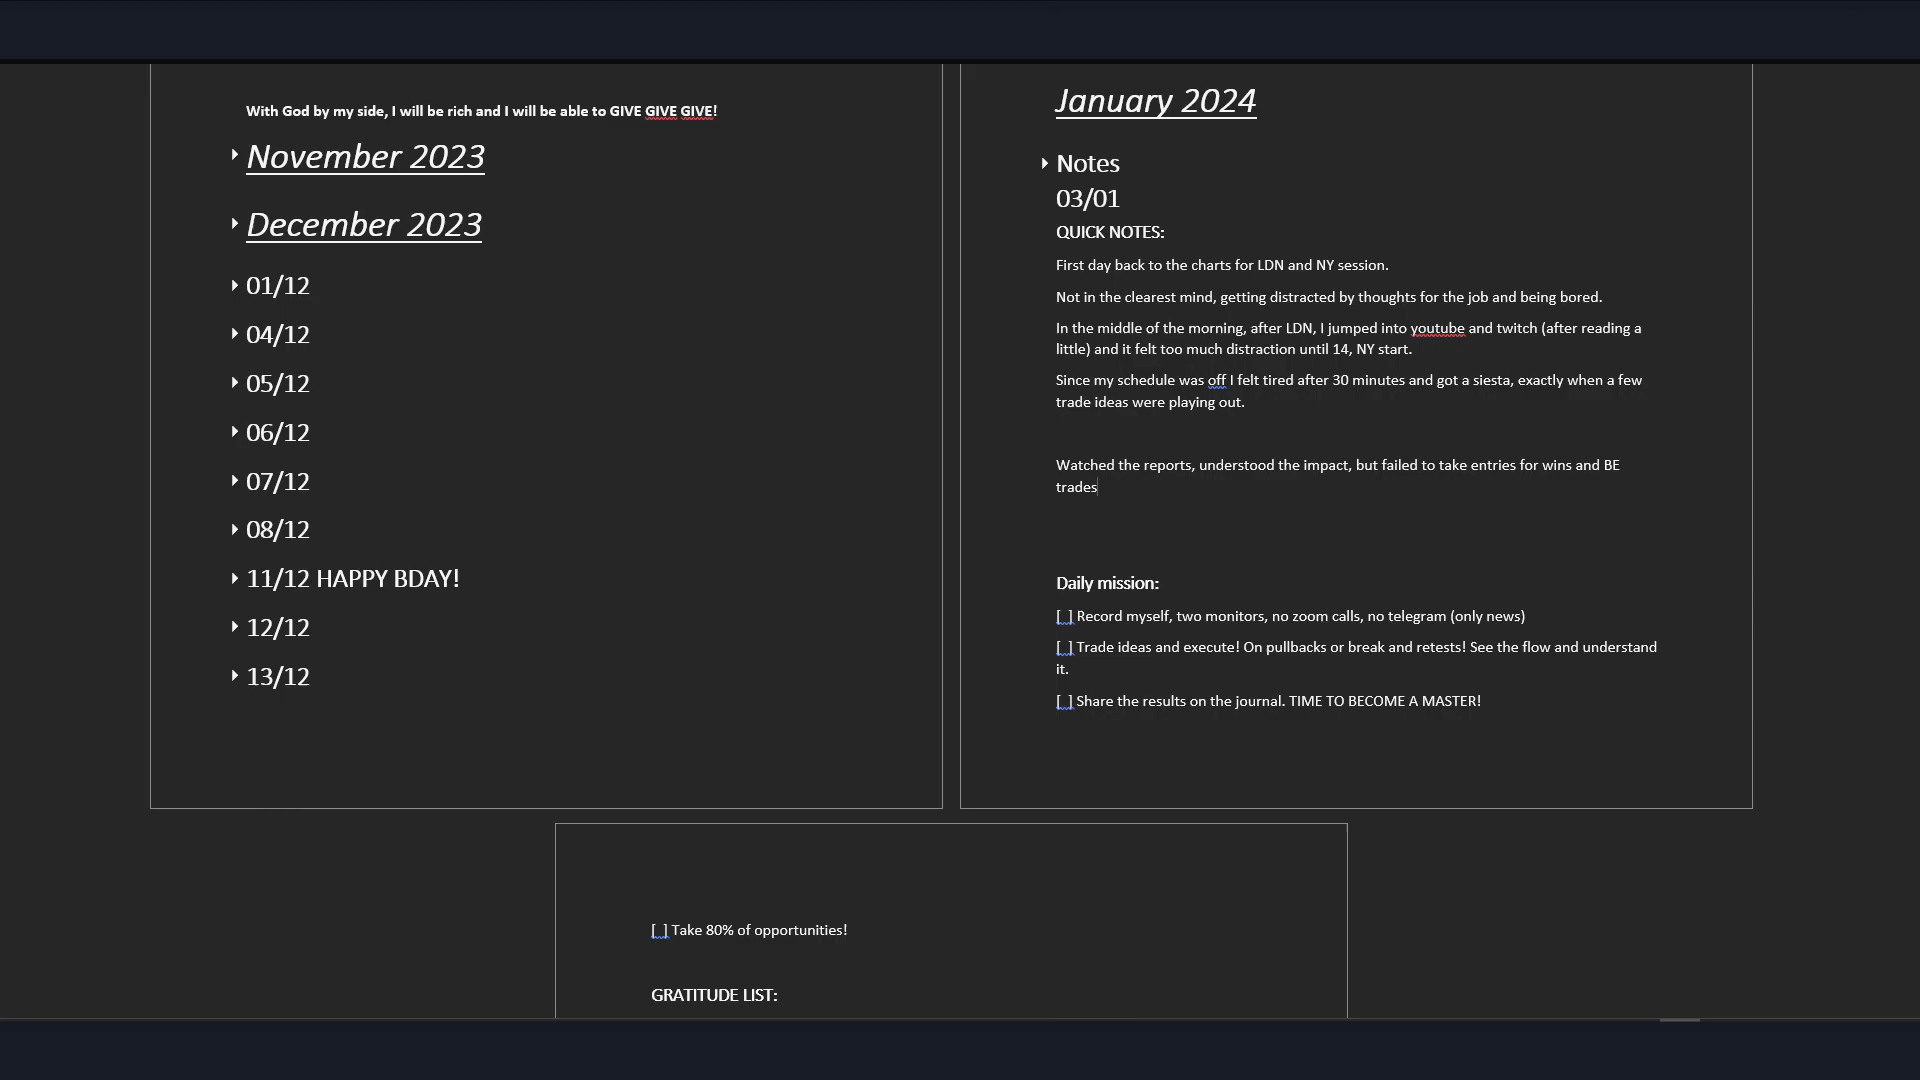 With God by my side, I will be rich and I will be able to GIVE GIVE GIVE!
November 2023
December 2023
01/12
04/12
05/12
06/12
07/12
08/12
11/12 HAPPY BDAY!
12/12
13/12
January 2024
Notes
03/01
QUICK NOTES:
First day back to the charts for LDN and NY session.
Not in the clearest mind, getting distracted by thoughts for the job and being bored.
In the middle of the morning, after LDN, I jumped into youtube and twitch (after reading a
little) and it felt too much distraction until 14, NY start.
Since my schedule was off I felt tired after 30 minutes and got a siesta, exactly when a few
trade ideas were playing out.
Watched the reports, understood the impact, but failed to take entries for wins and BE
trades
Daily mission:
[ ] Record myself, two monitors, no zoom calls, no telegram (only news)
[ ] Trade ideas and execute! On pullbacks or break and retests! See the flow and understand
it.
[ ] Share the results on the journal. TIME TO BECOME A MASTER!
[ ] Take 80% of opportunities!
GRATITUDE LIST: